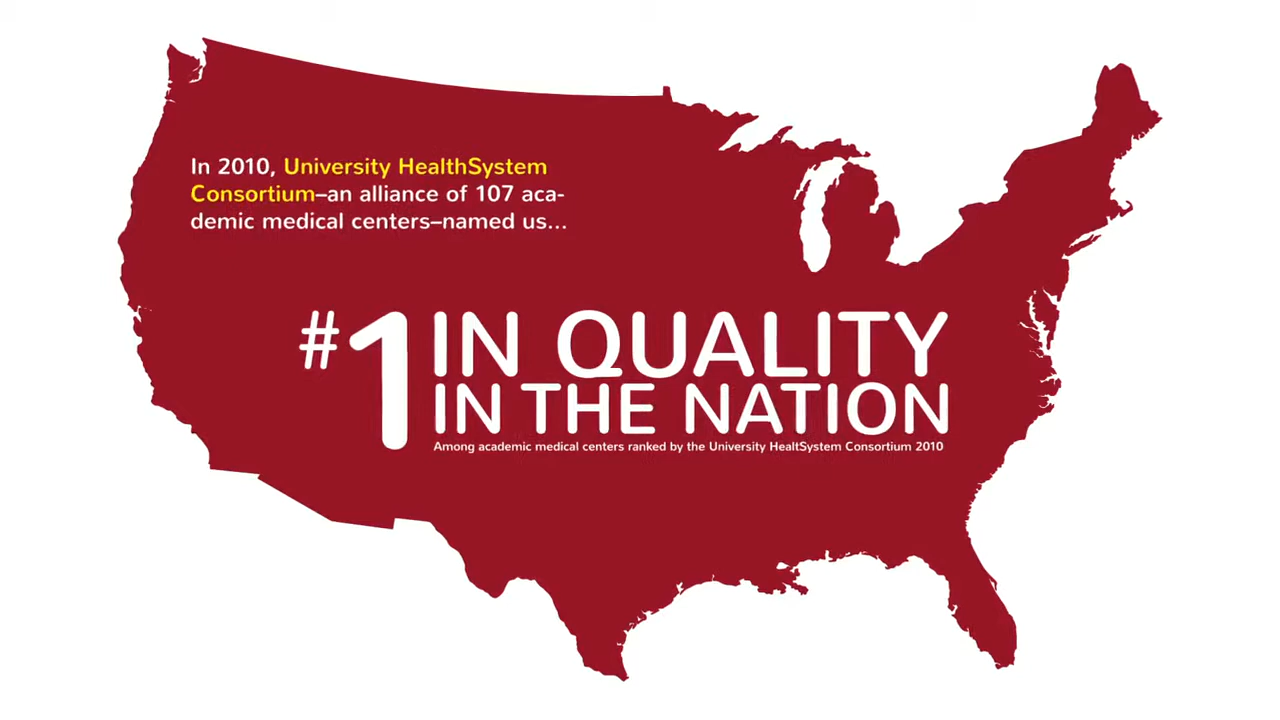 In 2010, University HealthSystem
Consortium–an alliance of 107 aca-
demic medical centers–named us...
#1 IN QUALITY
IN THE NATION
Among academic medical centers ranked by the University HealtSystem Consortium 2010